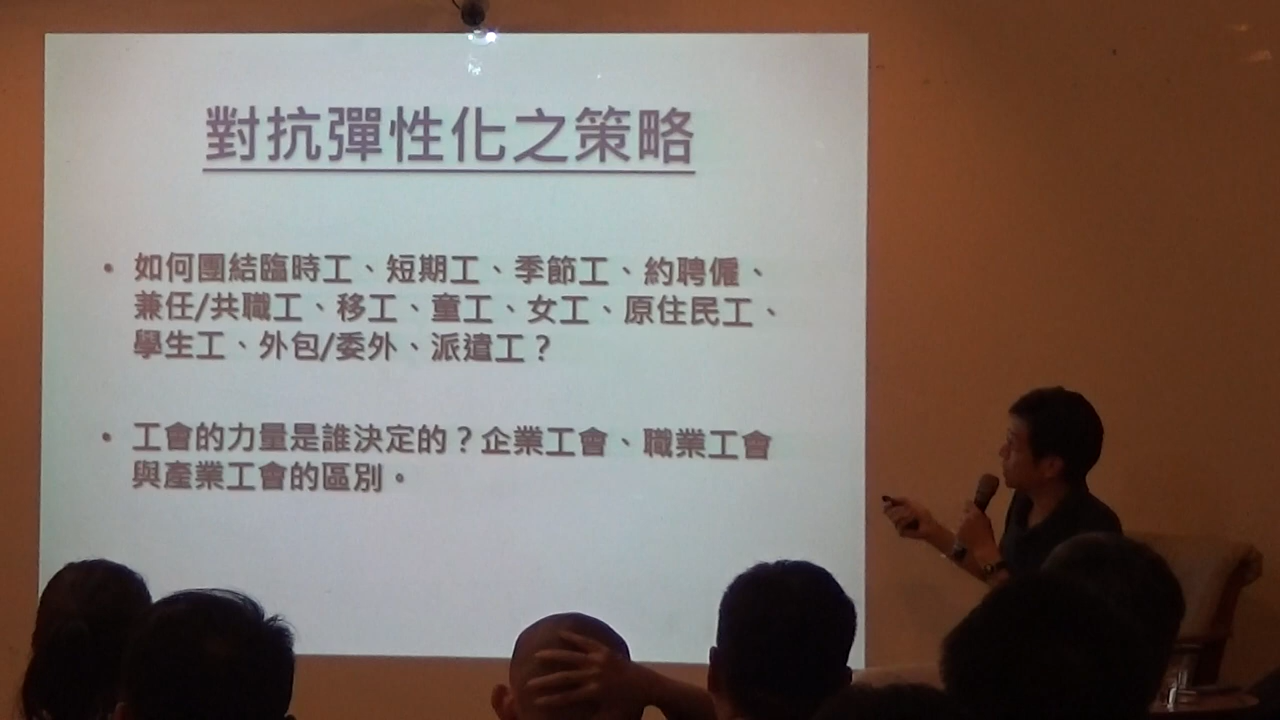 對抗彈性化之策略
• 如何團結臨時工、短期工、季節工、約聘僱、
兼任/共職工、移工、童工、女工、原住民工、
學生工、外包/委外、派遣工？
• 工會的力量是誰決定的？企業工會、職業工會
與產業工會的區別。